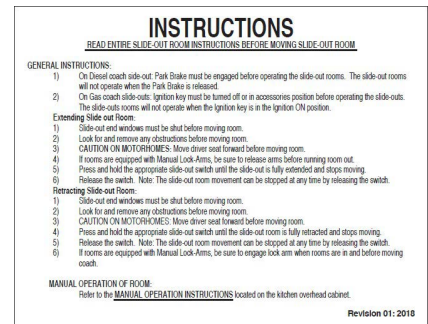 INSTRUCTIONS
READ ENTIRE SLIDE-OUT ROOM INSTRUCTIONS BEFORE MOVING SLIDE-OUT ROOM
GENERAL INSTRUCTIONS:
1) On Diesel coach side-out: Park Brake must be engaged before operating the slide-out rooms. The slide-out rooms
will not operate when the Park Brake is released.
2) On Gas coach slide-outs: Ignition key must be turned off or in accessories position before operating the slide-outs.
The slide-outs rooms will not operate when the Ignition key is in the Ignition ON position.
Extending Slide out Room:
1) Slide-out end windows must be shut before moving room.
2) Look for and remove any obstructions before moving room.
3) CAUTION ON MOTORHOMES: Move driver seat forward before moving room.
4) If rooms are equipped with Manual Lock-Arms, be sure to release arms before running room out.
5) Press and hold the appropriate slide-out switch until the slide-out is fully extended and stops moving.
6) Release the switch. Note: The slide-out room movement can be stopped at any time by releasing the switch.
Retracting Slide-out Room:
1) Slide-out end windows must be shut before moving room.
2) Look for and remove any obstructions before moving room.
3) CAUTION ON MOTORHOMES: Move driver seat forward before moving room.
4) Press and hold the appropriate slide-out switch until the slide-out room is fully retracted and stops moving.
5) Release the switch. Note: The slide-out room movement can be stopped at any time by releasing the switch.
6) If rooms are equipped with Manual Lock-Arms, be sure to engage lock arm when rooms are in and before moving
coach.
MANUAL OPERATION OF ROOM:
Refer to the MANUAL OPERATION INSTRUCTIONS located on the kitchen overhead cabinet.
Revision 01: 2018